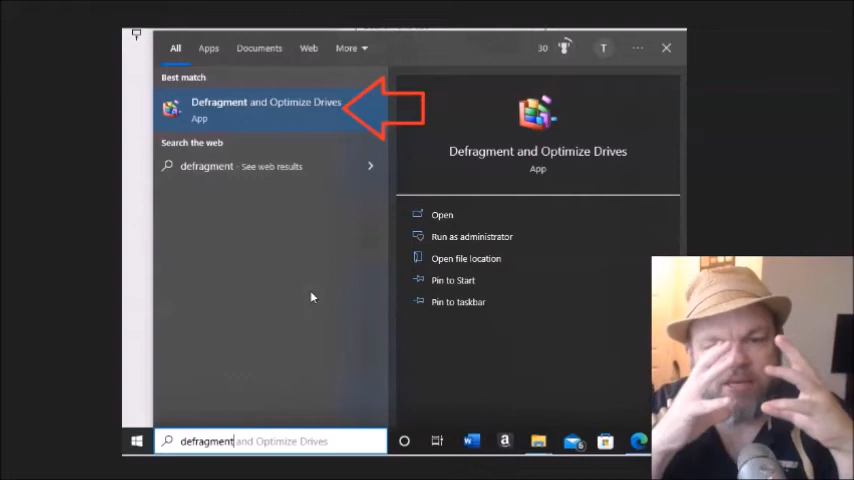 All Apps Documents Web More 30 T
Best match
Defragment and Optimize Drives
App
Search the web
defragment - See web results
Defragment and Optimize Drives
App
Open
Run as administrator
Open file location
Pin to Start
Pin to taskbar
defragment and Optimize Drives